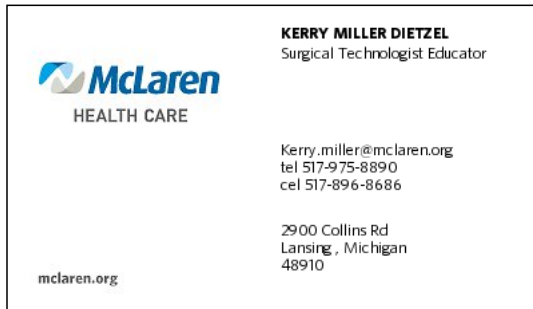 McLaren
HEALTH CARE
mclaren.org
KERRY MILLER DIETZEL
Surgical Technologist Educator
Kerry.miller@mclaren.org
tel 517-975-8890
cel 517-896-8686
2900 Collins Rd
Lansing , Michigan
48910